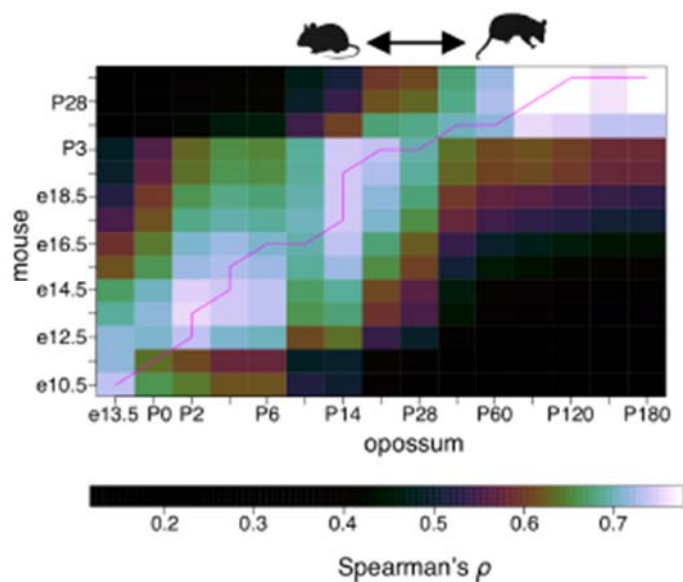 P28
P3
e18.5
mouse
e16.5
e14.5
e12.5
e10.5
e13.5 P0 P2 P6 P14 P28 P60 P120 P180
opossum
0.2 0.3 0.4 0.5 0.6 0.7
Spearman's ρ